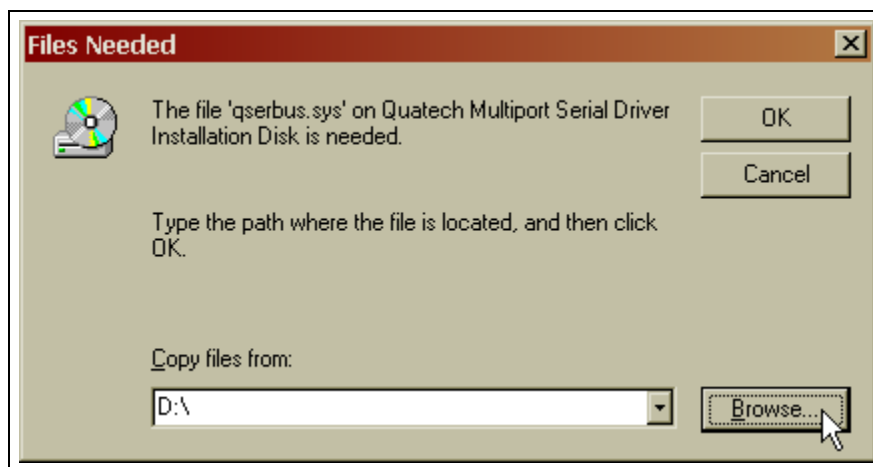 Files Needed
The file 'qserbus.sys' on Quatech Multiport Serial Driver
Installation Disk is needed.
OK
Cancel
Type the path where the file is located, and then click
OK.
Copy files from:
D:\
Browse...